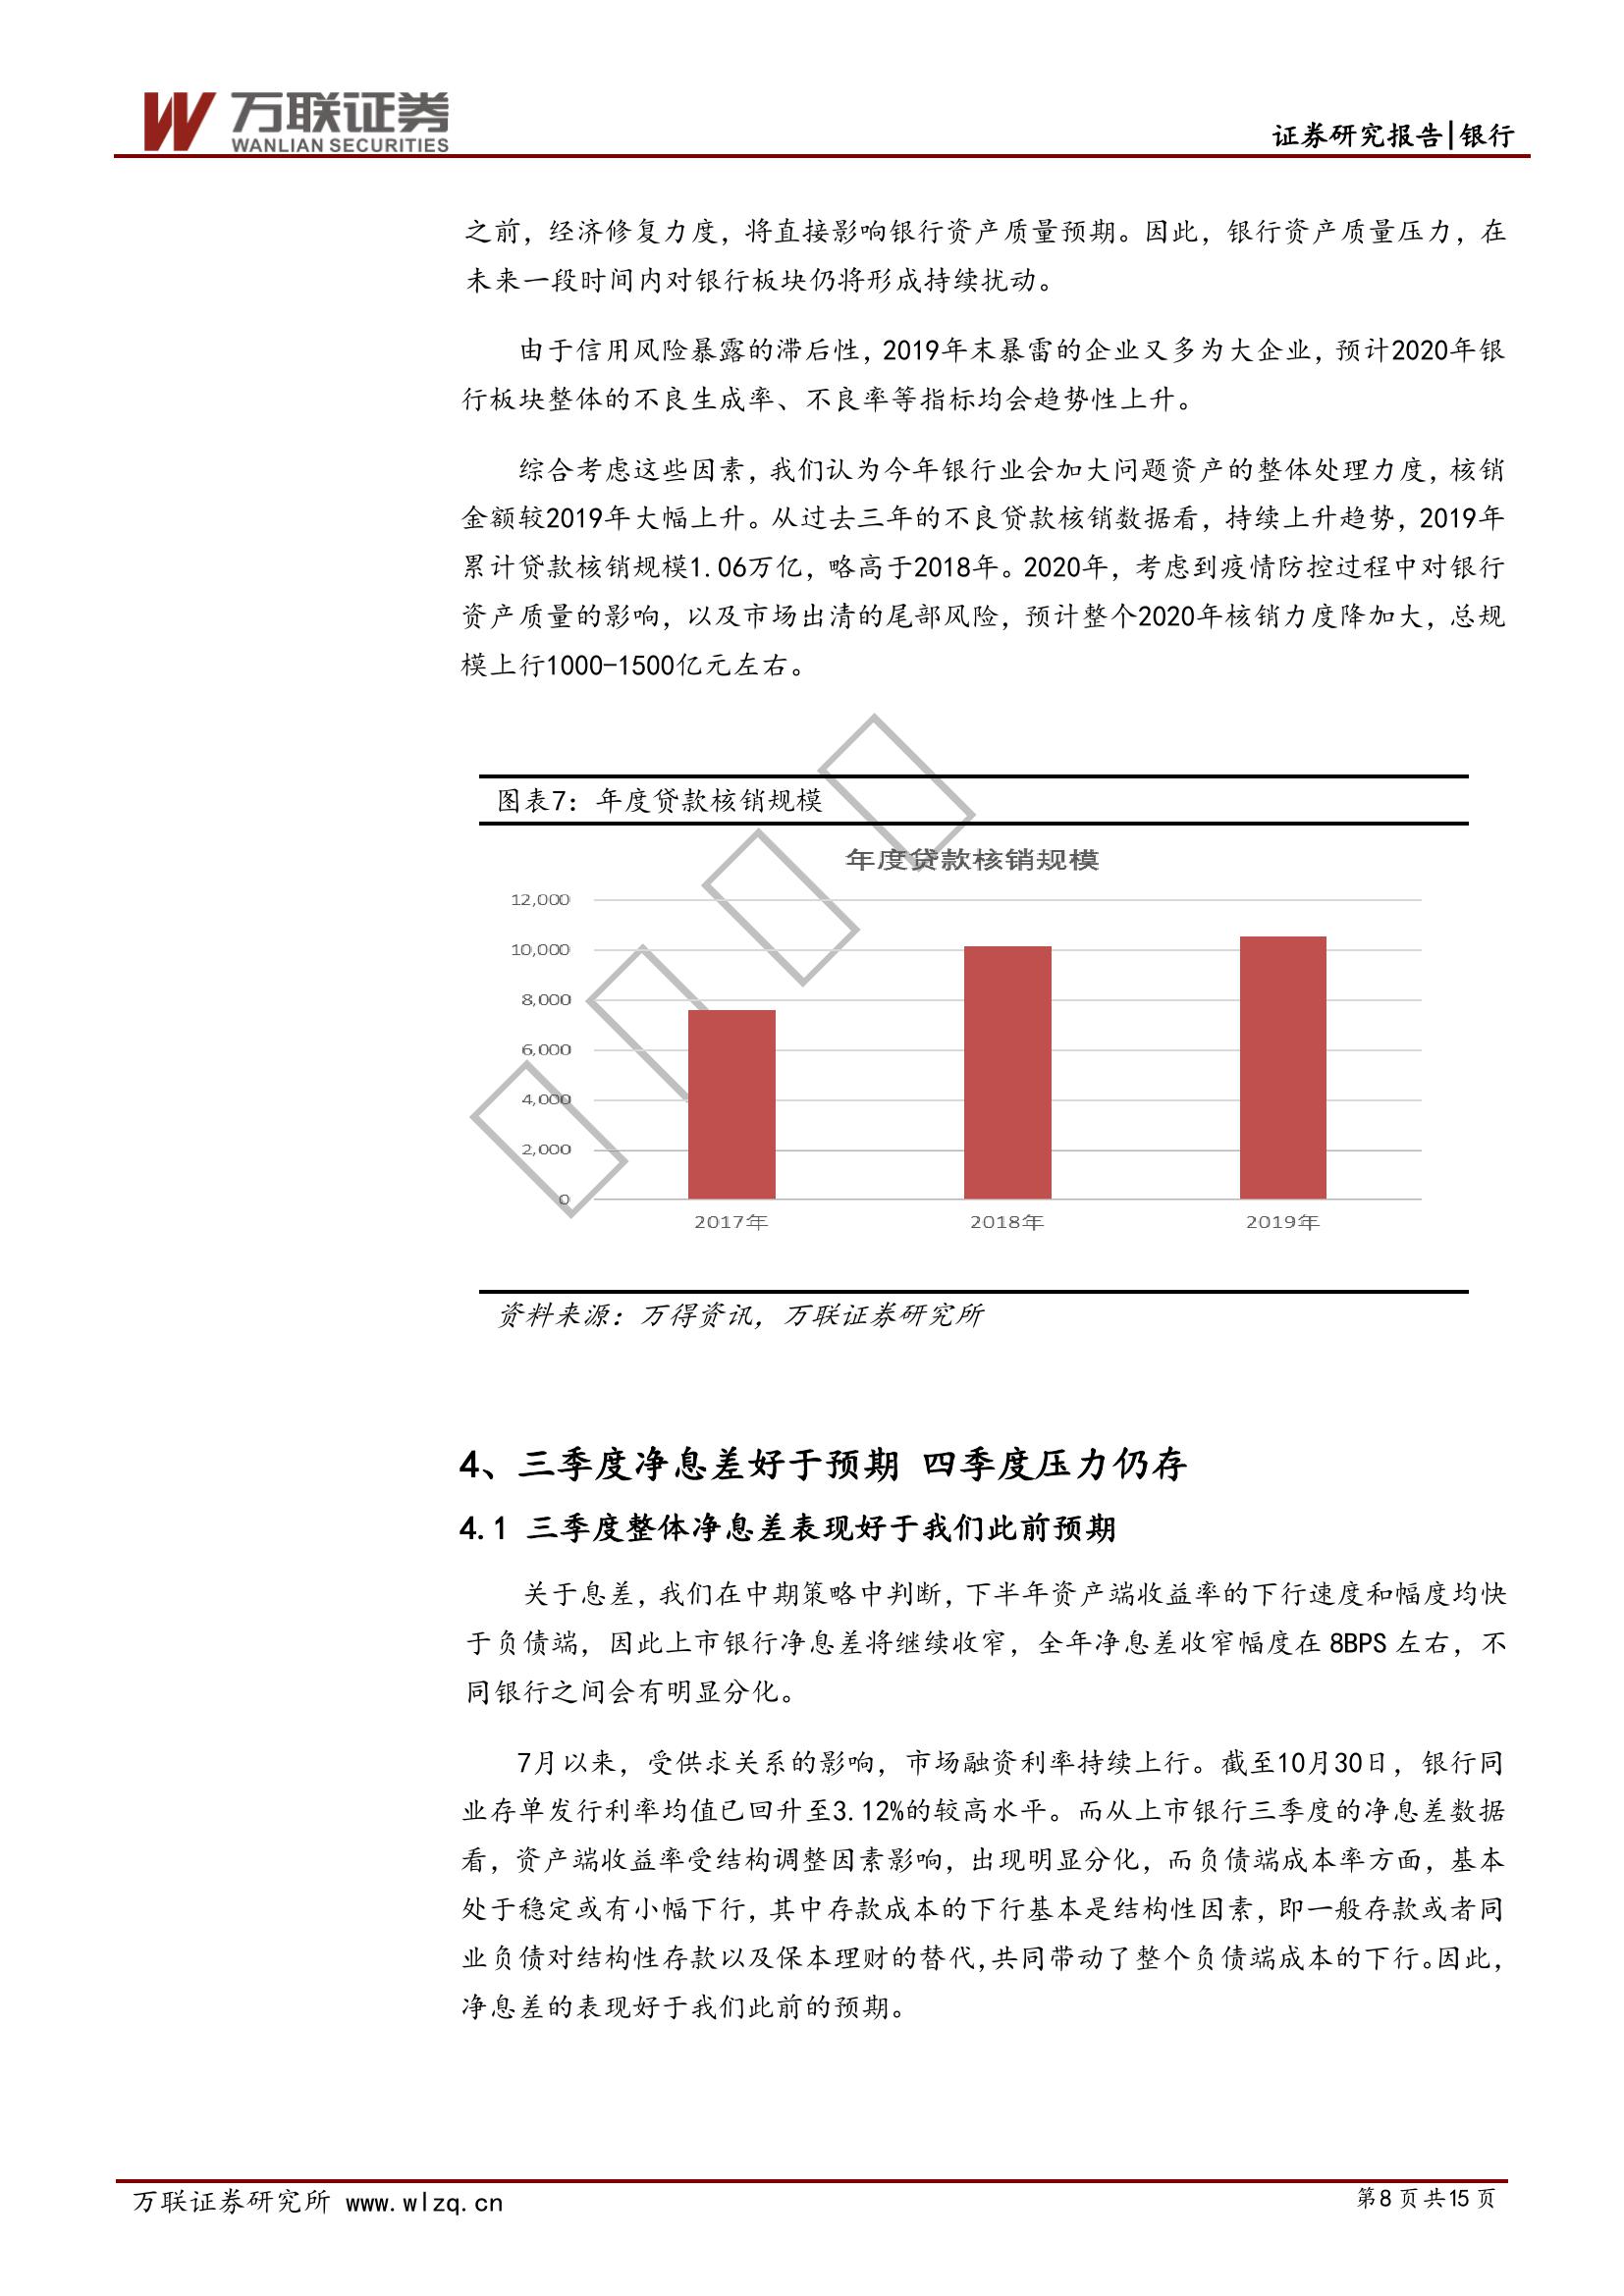 万联证券
WANLIAN SECURITIES
证券研究报告|银行
之前，经济修复力度，将直接影响银行资产质量预期。因此，银行资产质量压力，在
未来一段时间内对银行板块仍将形成持续扰动。
由于信用风险暴露的滞后性，2019年末暴雷的企业又多为大企业，预计2020年银
行板块整体的不良生成率、不良率等指标均会趋势性上升。
综合考虑这些因素，我们认为今年银行业会加大问题资产的整体处理力度，核销
金额较2019年大幅上升。从过去三年的不良贷款核销数据看，持续上升趋势，2019年
累计贷款核销规模1.06万亿，略高于2018年。2020年，考虑到疫情防控过程中对银行
资产质量的影响，以及市场出清的尾部风险，预计整个2020年核销力度降加大，总规
模上行1000-1500亿元左右。
图表7：年度贷款核销规模
年度贷款核销规模
12,000
10,000
8,000
6,000
4,000
2,000
0
2017年 2018年 2019年
资料来源：万得资讯，万联证券研究所
4、三季度净息差好于预期 四季度压力仍存
4.1 三季度整体净息差表现好于我们此前预期
关于息差，我们在中期策略中判断，下半年资产端收益率的下行速度和幅度均快
于负债端，因此上市银行净息差将继续收窄，全年净息差收窄幅度在 8BPS 左右，不
同银行之间会有明显分化。
7月以来，受供求关系的影响，市场融资利率持续上行。截至10月30日，银行同
业存单发行利率均值已回升至3.12%的较高水平。而从上市银行三季度的净息差数据
看，资产端收益率受结构调整因素影响，出现明显分化，而负债端成本率方面，基本
处于稳定或有小幅下行，其中存款成本的下行基本是结构性因素，即一般存款或者同
业负债对结构性存款以及保本理财的替代，共同带动了整个负债端成本的下行。因此，
净息差的表现好于我们此前的预期。
万联证券研究所 www.wlzq.cn
第8页共15页